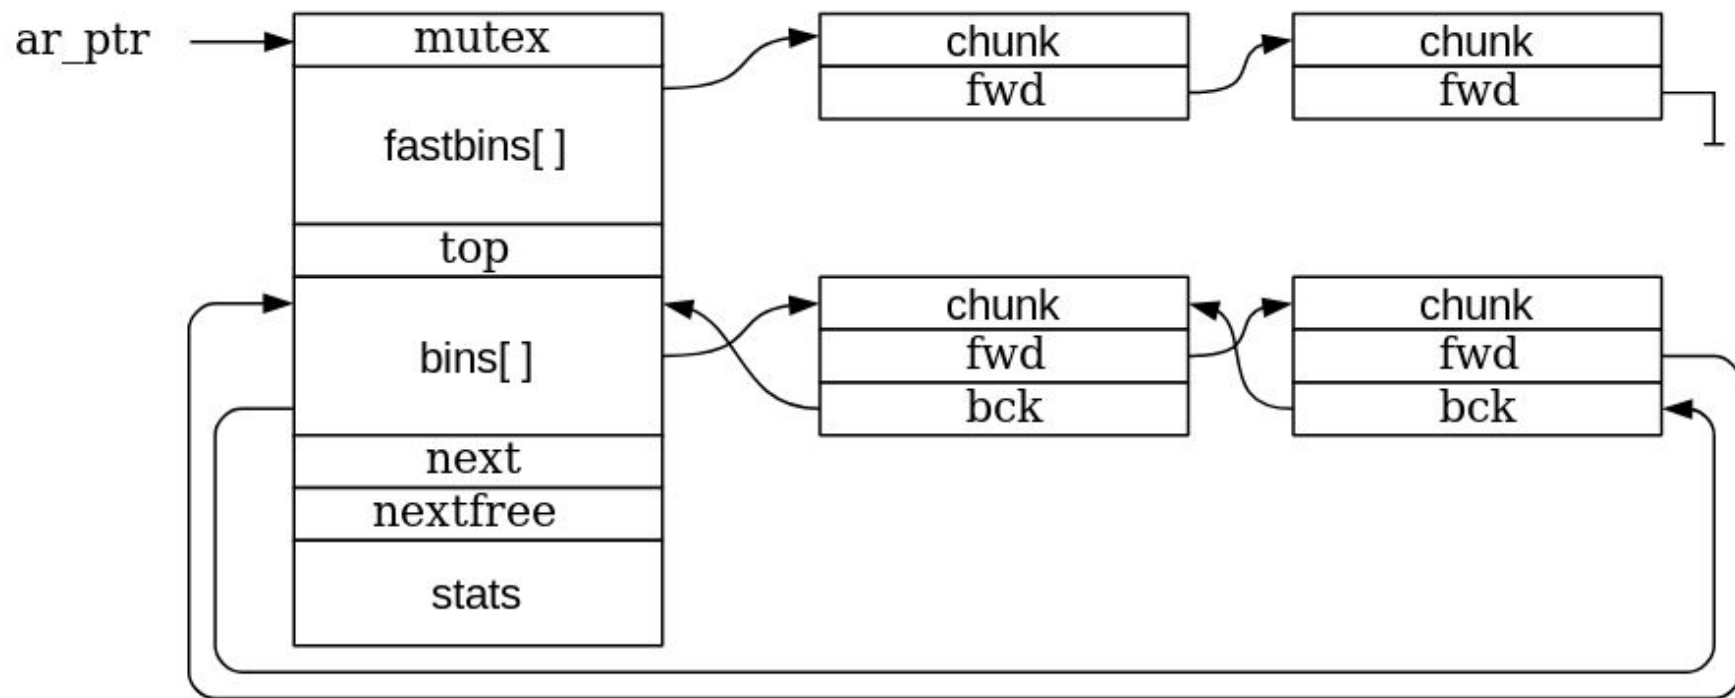 ar_ptr
mutex
fastbins[ ]
top
bins[ ]
next
nextfree
stats
chunk
fwd
chunk
fwd
chunk
fwd
bck
chunk
fwd
bck